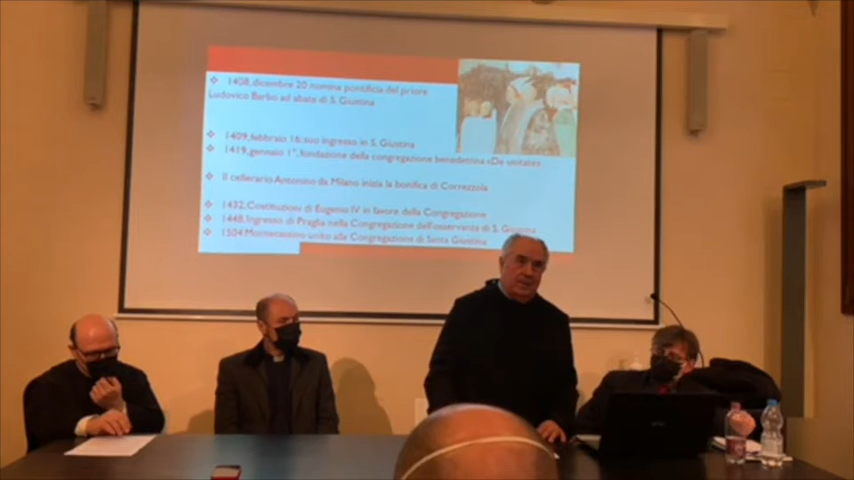 ❖ 1408, dicembre 20 nomina pontificia del priore
Ludovico Barbo ad abate di S. Giustina
❖ 1409, febbraio 16: suo ingresso in S. Giustina
❖ 1419, gennaio 1°, fondazione della congregazione benedettina «De unitate»
❖ Il cellerario Antonino da Milano inizia la bonifica di Correzzola
❖ 1432, Costituzioni di Eugenio IV in favore della Congregazione
❖ 1448, Ingresso di Praglia nella Congregazione dell'osservanza di S. Giustina
❖ 1504 Montecassino unito alle Congregazione di Santa Giustina